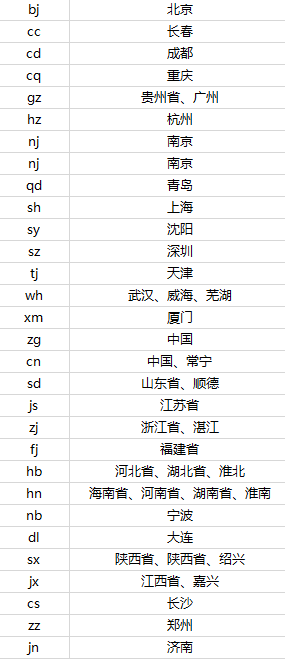 bj 北京
cc 长春
cd 成都
cq 重庆
gz 贵州省、广州
hz 杭州
nj 南京
nj 南京
qd 青岛
sh 上海
sy 沈阳
sz 深圳
tj 天津
wh 武汉、威海、芜湖
xm 厦门
zg 中国
cn 中国、常宁
sd 山东省、顺德
js 江苏省
zj 浙江省、湛江
fj 福建省
hb 河北省、湖北省、淮北
hn 海南省、河南省、湖南省、淮南
nb 宁波
dl 大连
sx 陕西省、陕西省、绍兴
jx 江西省、嘉兴
cs 长沙
zz 郑州
jn 济南